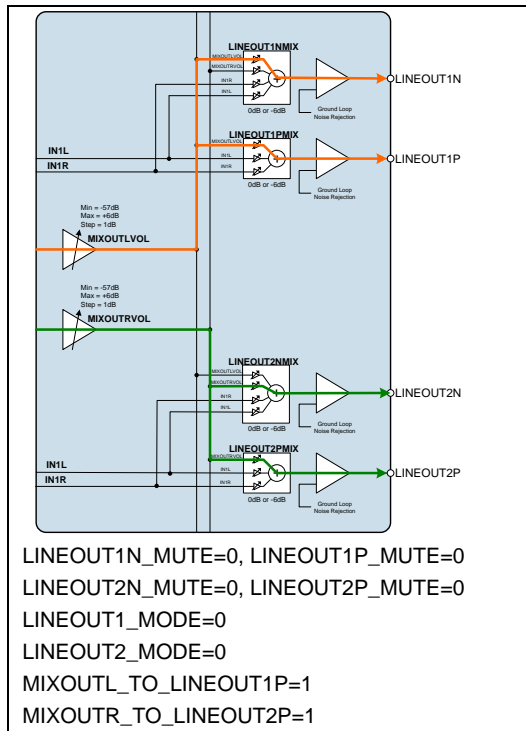 LINEOUT1NMIX
MIXOUTLVOL
MIXOUTRVOL
IN1R
IN1L
0dB or -6dB
Ground Loop
Noise Rejection
LINEOUT1N
LINEOUT1PMIX
MIXOUTLVOL
IN1L
IN1R
0dB or -6dB
Ground Loop
Noise Rejection
LINEOUT1P
IN1L
IN1R
Min = -57dB
Max = +6dB
Step = 1dB
MIXOUTLVOL
Min = -57dB
Max = +6dB
Step = 1dB
MIXOUTRVOL
LINEOUT2NMIX
MIXOUTLVOL
MIXOUTRVOL
IN1R
IN1L
0dB or -6dB
Ground Loop
Noise Rejection
LINEOUT2N
LINEOUT2PMIX
MIXOUTRVOL
IN1L
IN1R
0dB or -6dB
Ground Loop
Noise Rejection
LINEOUT2P
IN1L
IN1R
LINEOUT1N_MUTE=0, LINEOUT1P_MUTE=0
LINEOUT2N_MUTE=0, LINEOUT2P_MUTE=0
LINEOUT1_MODE=0
LINEOUT2_MODE=0
MIXOUTL_TO_LINEOUT1P=1
MIXOUTR_TO_LINEOUT2P=1